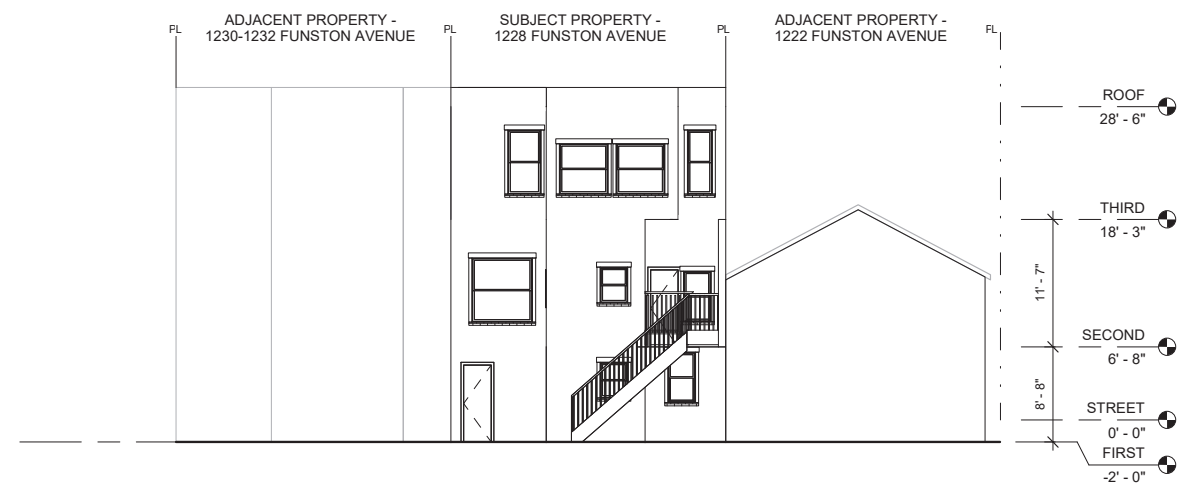 ADJACENT PROPERTY -
1230-1232 FUNSTON AVENUE
SUBJECT PROPERTY -
1228 FUNSTON AVENUE
ADJACENT PROPERTY -
1222 FUNSTON AVENUE
PL
PL
PL
PL
ROOF
28' - 6"
THIRD
18' - 3"
11' - 7"
SECOND
6' - 8"
8' - 8"
STREET
0' - 0"
FIRST
-2' - 0"